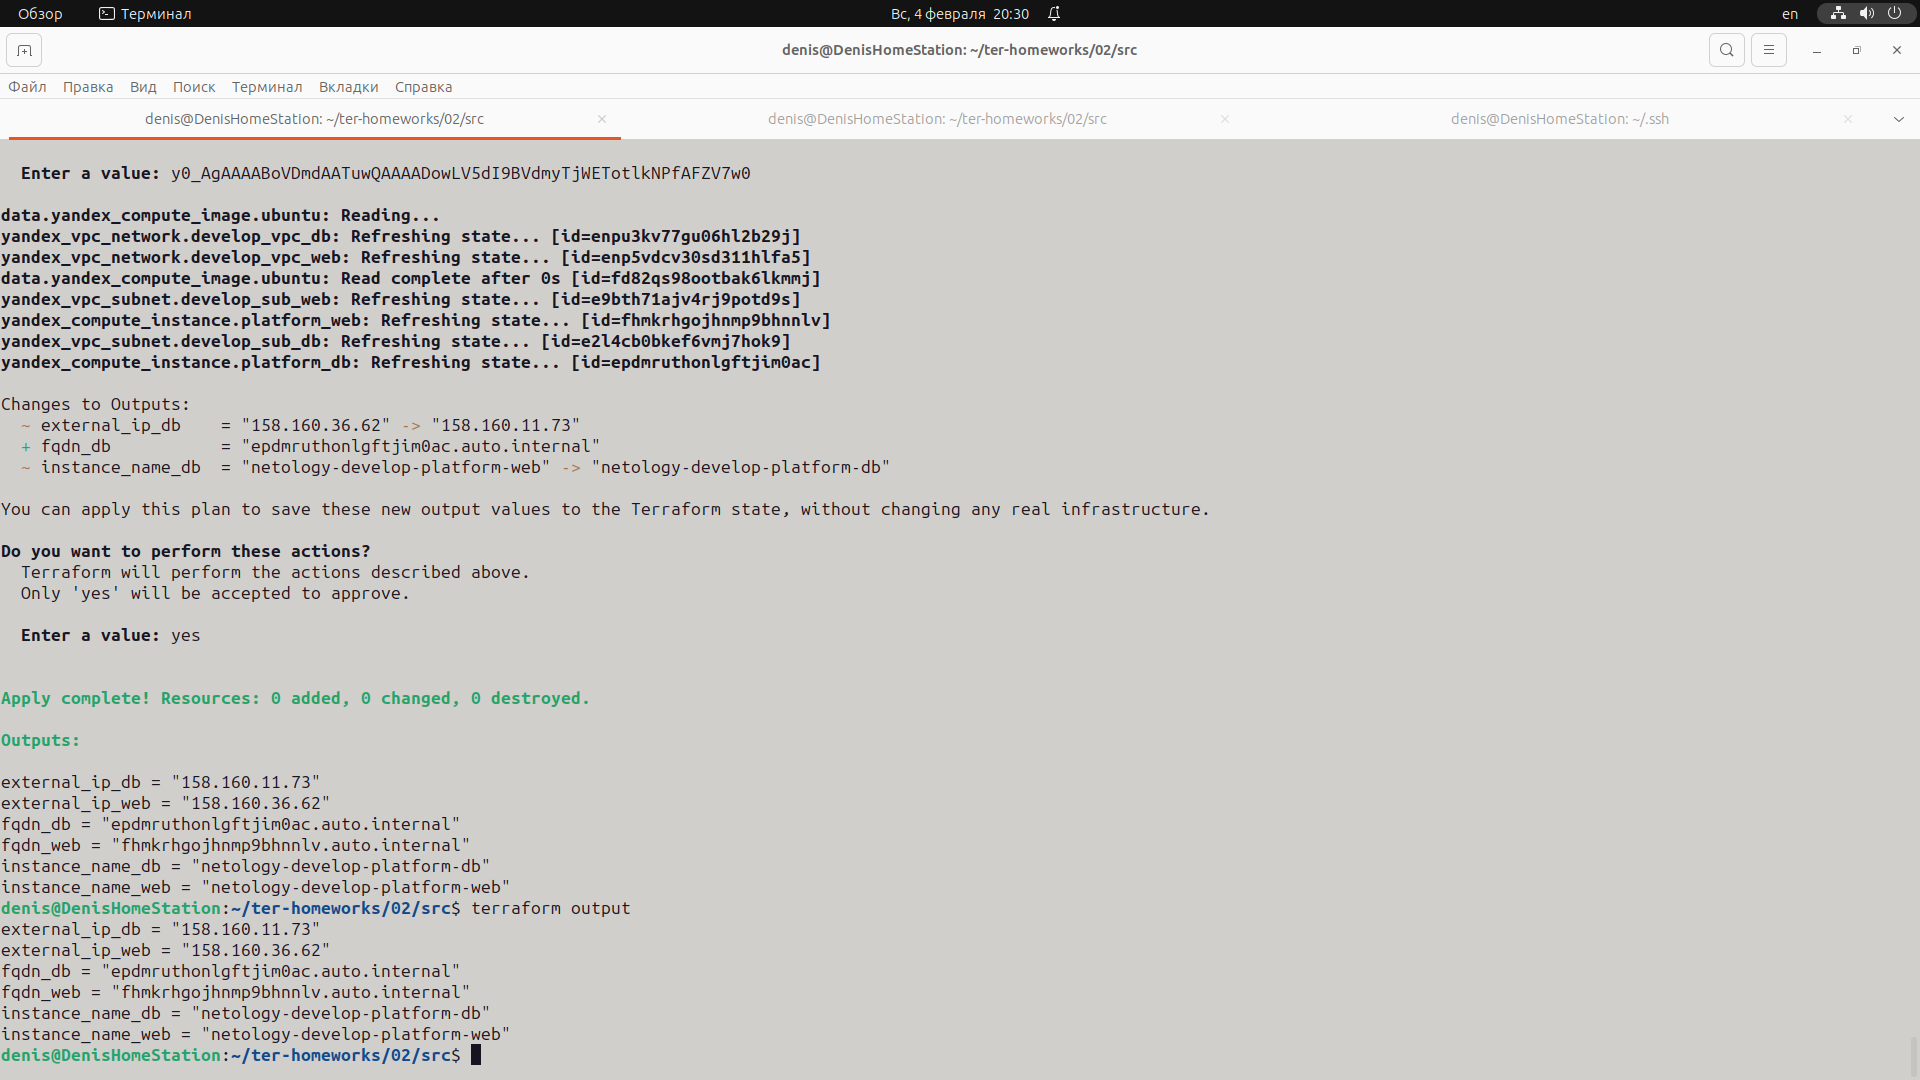 Обзор Терминал Вс, 4 февраля 20:30 en
denis@DenisHomeStation: ~/ter-homeworks/02/src
Файл Правка Вид Поиск Терминал Вкладки Справка
denis@DenisHomeStation: ~/ter-homeworks/02/src denis@DenisHomeStation: ~/ter-homeworks/02/src denis@DenisHomeStation: ~/.ssh
Enter a value: y0_AgAAAABoVDmdAATuwQAAAADowLV5dI9BVdmyTjWETotlkNPfAFZV7w0
data.yandex_compute_image.ubuntu: Reading...
yandex_vpc_network.develop_vpc_db: Refreshing state... [id=enpu3kv77gu06hl2b29j]
yandex_vpc_network.develop_vpc_web: Refreshing state... [id=enp5vdcv30sd311hlfa5]
data.yandex_compute_image.ubuntu: Read complete after 0s [id=fd82qs98ootbak6lkmmj]
yandex_vpc_subnet.develop_sub_web: Refreshing state... [id=e9bth71ajv4rj9potd9s]
yandex_compute_instance.platform_web: Refreshing state... [id=fhmkrhgojhnmp9bhnnlv]
yandex_vpc_subnet.develop_sub_db: Refreshing state... [id=e2l4cb0bkef6vmj7hok9]
yandex_compute_instance.platform_db: Refreshing state... [id=epdmruthonlgftjim0ac]
Changes to Outputs:
~ external_ip_db = "158.160.36.62" -> "158.160.11.73"
+ fqdn_db = "epdmruthonlgftjim0ac.auto.internal"
~ instance_name_db = "netology-develop-platform-web" -> "netology-develop-platform-db"
You can apply this plan to save these new output values to the Terraform state, without changing any real infrastructure.
Do you want to perform these actions?
Terraform will perform the actions described above.
Only 'yes' will be accepted to approve.
Enter a value: yes
Apply complete! Resources: 0 added, 0 changed, 0 destroyed.
Outputs:
external_ip_db = "158.160.11.73"
external_ip_web = "158.160.36.62"
fqdn_db = "epdmruthonlgftjim0ac.auto.internal"
fqdn_web = "fhmkrhgojhnmp9bhnnlv.auto.internal"
instance_name_db = "netology-develop-platform-db"
instance_name_web = "netology-develop-platform-web"
denis@DenisHomeStation:~/ter-homeworks/02/src$ terraform output
external_ip_db = "158.160.11.73"
external_ip_web = "158.160.36.62"
fqdn_db = "epdmruthonlgftjim0ac.auto.internal"
fqdn_web = "fhmkrhgojhnmp9bhnnlv.auto.internal"
instance_name_db = "netology-develop-platform-db"
instance_name_web = "netology-develop-platform-web"
denis@DenisHomeStation:~/ter-homeworks/02/src$